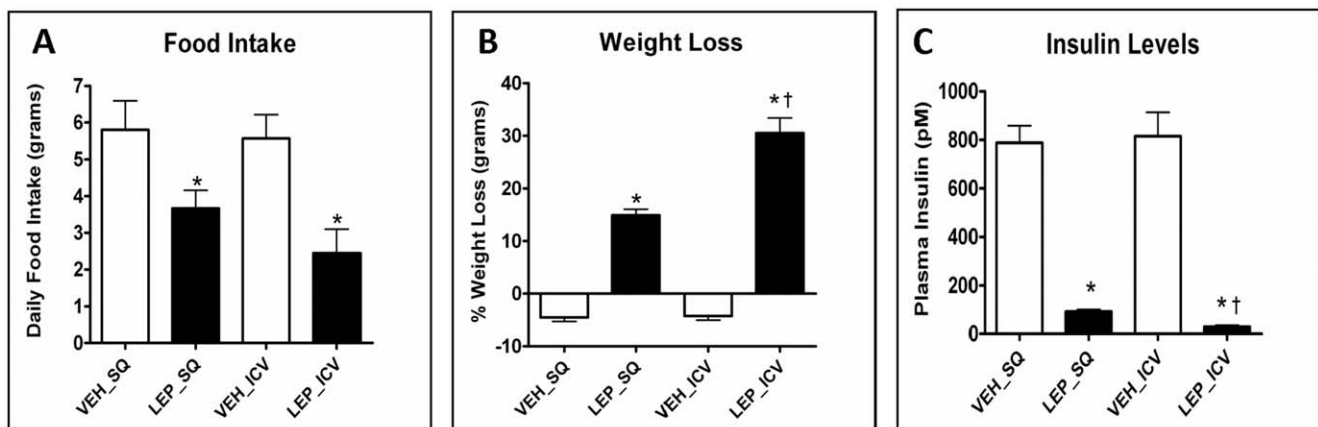 A
Food Intake
Daily Food Intake (grams)
7
6
5
4
3
2
1
0
*
*
VEH_SQ
LEP_SQ
VEH_ICV
LEP_ICV
B
Weight Loss
% Weight Loss (grams)
40
30
20
10
0
-10
*
*†
VEH_SQ
LEP_SQ
VEH_ICV
LEP_ICV
C
Insulin Levels
Plasma Insulin (pM)
1000
800
600
400
200
0
*
*†
VEH_SQ
LEP_SQ
VEH_ICV
LEP_ICV